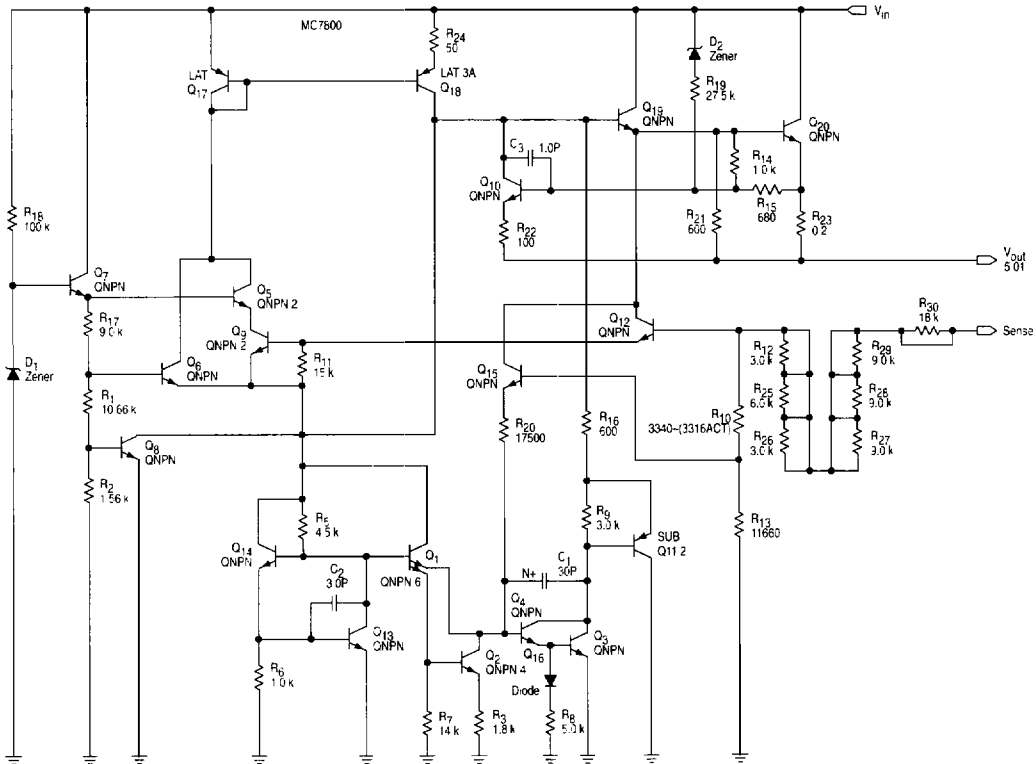 MC7800
Vin
R24
50
D2
Zener
LAT
Q17
LAT 3A
Q18
R19
27.5 k
Q19
QNPN
Q20
QNPN
C3
1.0P
R14
1.0 k
Q10
QNPN
R15
680
R18
100 k
R21
600
R23
0.2
R22
100
Vout
5.01
Q7
QNPN
Q5
QNPN 2
R30
18 k
Sense
R17
9.0 k
Q9
QNPN 2
Q12
QNPN
R11
15 k
R12
3.0 k
R29
9.0 k
D1
Zener
Q6
QNPN
Q15
QNPN
R25
6.0 k
R28
9.0 k
R1
10.66 k
R10
3340-(3316ACT)
R20
17500
R16
600
R26
3.0 k
R27
9.0 k
Q8
QNPN
R2
1.56 k
R5
4.5 k
R9
3.0 k
R13
11660
SUB
Q11 2
Q14
QNPN
Q1
QNPN 6
C2
3.0P
N+
C1
30P
Q4
QNPN
Q13
QNPN
Q3
QNPN
Q16
Q2
QNPN 4
R6
1.0 k
Diode
R7
14 k
R3
1.8 k
R8
5.0 k